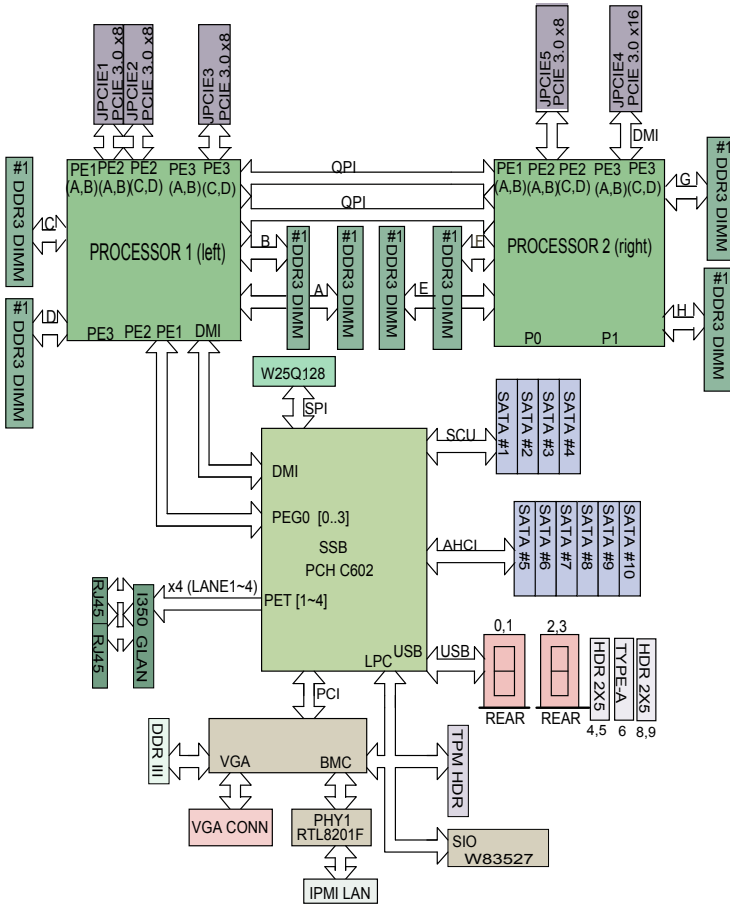 JPCIE1
PCIE 3.0 x8
JPCIE2
PCIE 3.0 x8
JPCIE3
PCIE 3.0 x8
JPCIE5
PCIE 3.0 x8
JPCIE4
PCIE 3.0 x16
DMI
#1
DDR3 DIMM
#1
DDR3 DIMM
C
D
PE1 PE2 PE2 PE3 PE3
(A,B) (A,B) (C,D) (A,B) (C,D)
PROCESSOR 1 (left)
PE3 PE2 PE1 DMI
QPI
QPI
B
A
#1
DDR3 DIMM
#1
DDR3 DIMM
#1
DDR3 DIMM
#1
DDR3 DIMM
F
E
PE1 PE2 PE2 PE3 PE3
(A,B) (A,B) (C,D) (A,B) (C,D)
PROCESSOR 2 (right)
P0 P1
G
H
#1
DDR3 DIMM
#1
DDR3 DIMM
W25Q128
SPI
DMI
PEG0 [0..3]
SSB
PCH C602
PET [1~4]
LPC
USB
SCU
SATA #1
SATA #2
SATA #3
SATA #4
AHCI
SATA #5
SATA #6
SATA #7
SATA #8
SATA #9
SATA #10
x4 (LANE1~4)
RJ45
RJ45
I350 GLAN
USB
0,1
REAR
2,3
REAR
HDR 2X5
4,5
TYPE-A
6
HDR 2X5
8,9
PCI
DDR III
VGA
BMC
TPM HDR
VGA CONN
PHY1
RTL8201F
IPMI LAN
SIO
W83527